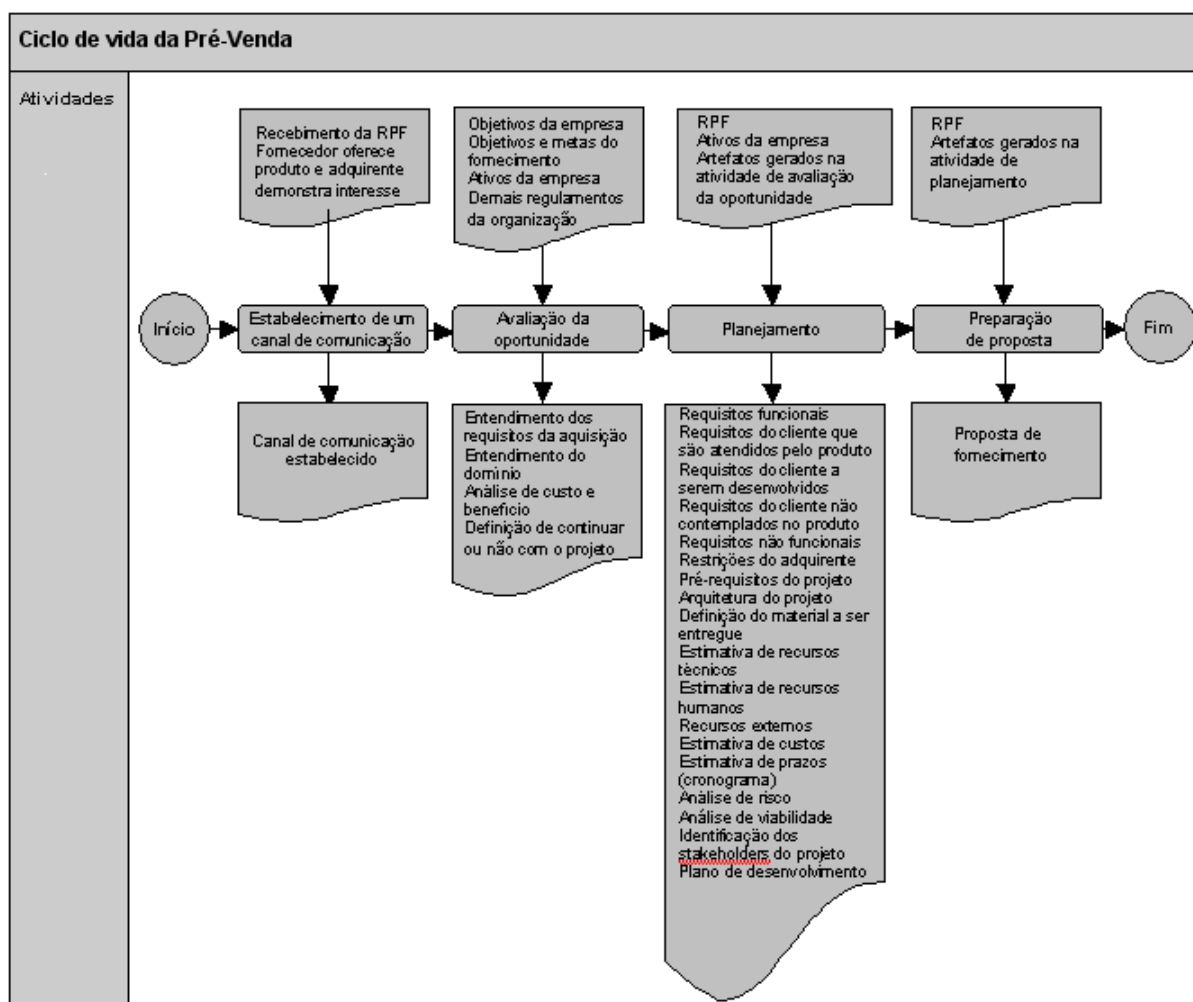 Ciclo de vida da Pré-Venda
Atividades
Recebimento da RPF
Fornecedor oferece
produto e adquirente
demonstra interesse
Objetivos da empresa
Objetivos e metas do
fornecimento
Ativos da empresa
Demais regulamentos
da organização
RPF
Ativos da empresa
Artefatos gerados na
atividade de avaliação
da oportunidade
RPF
Artefatos gerados na
atividade de
planejamento
Início
Estabelecimento de um
canal de comunicação
Avaliação da
oportunidade
Planejamento
Preparação
de proposta
Fim
Canal de comunicação
estabelecido
Entendimento dos
requisitos da aquisição
Entendimento do
domínio
Análise de custo e
benefício
Definição de continuar
ou não com o projeto
Requisitos funcionais
Requisitos do cliente que
são atendidos pelo produto
Requisitos do cliente a
serem desenvolvidos
Requisitos do cliente não
contemplados no produto
Requisitos não funcionais
Restrições do adquirente
Pré-requisitos do projeto
Arquitetura do projeto
Definição do material a ser
entregue
Estimativa de recursos
técnicos
Estimativa de recursos
humanos
Recursos externos
Estimativa de custos
Estimativa de prazos
(cronograma)
Análise de risco
Análise de viabilidade
Identificação dos
stakeholders do projeto
Plano de desenvolvimento
Proposta de
fornecimento